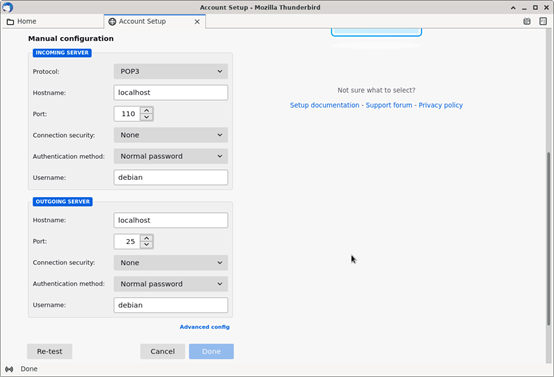 Account Setup - Mozilla Thunderbird
Home
Account Setup
Manual configuration
INCOMING SERVER
Protocol: POP3
Hostname: localhost
Port: 110
Connection security: None
Authentication method: Normal password
Username: debian
OUTGOING SERVER
Hostname: localhost
Port: 25
Connection security: None
Authentication method: Normal password
Username: debian
Advanced config
Re-test Cancel Done
Not sure what to select?
Setup documentation - Support forum - Privacy policy
Done